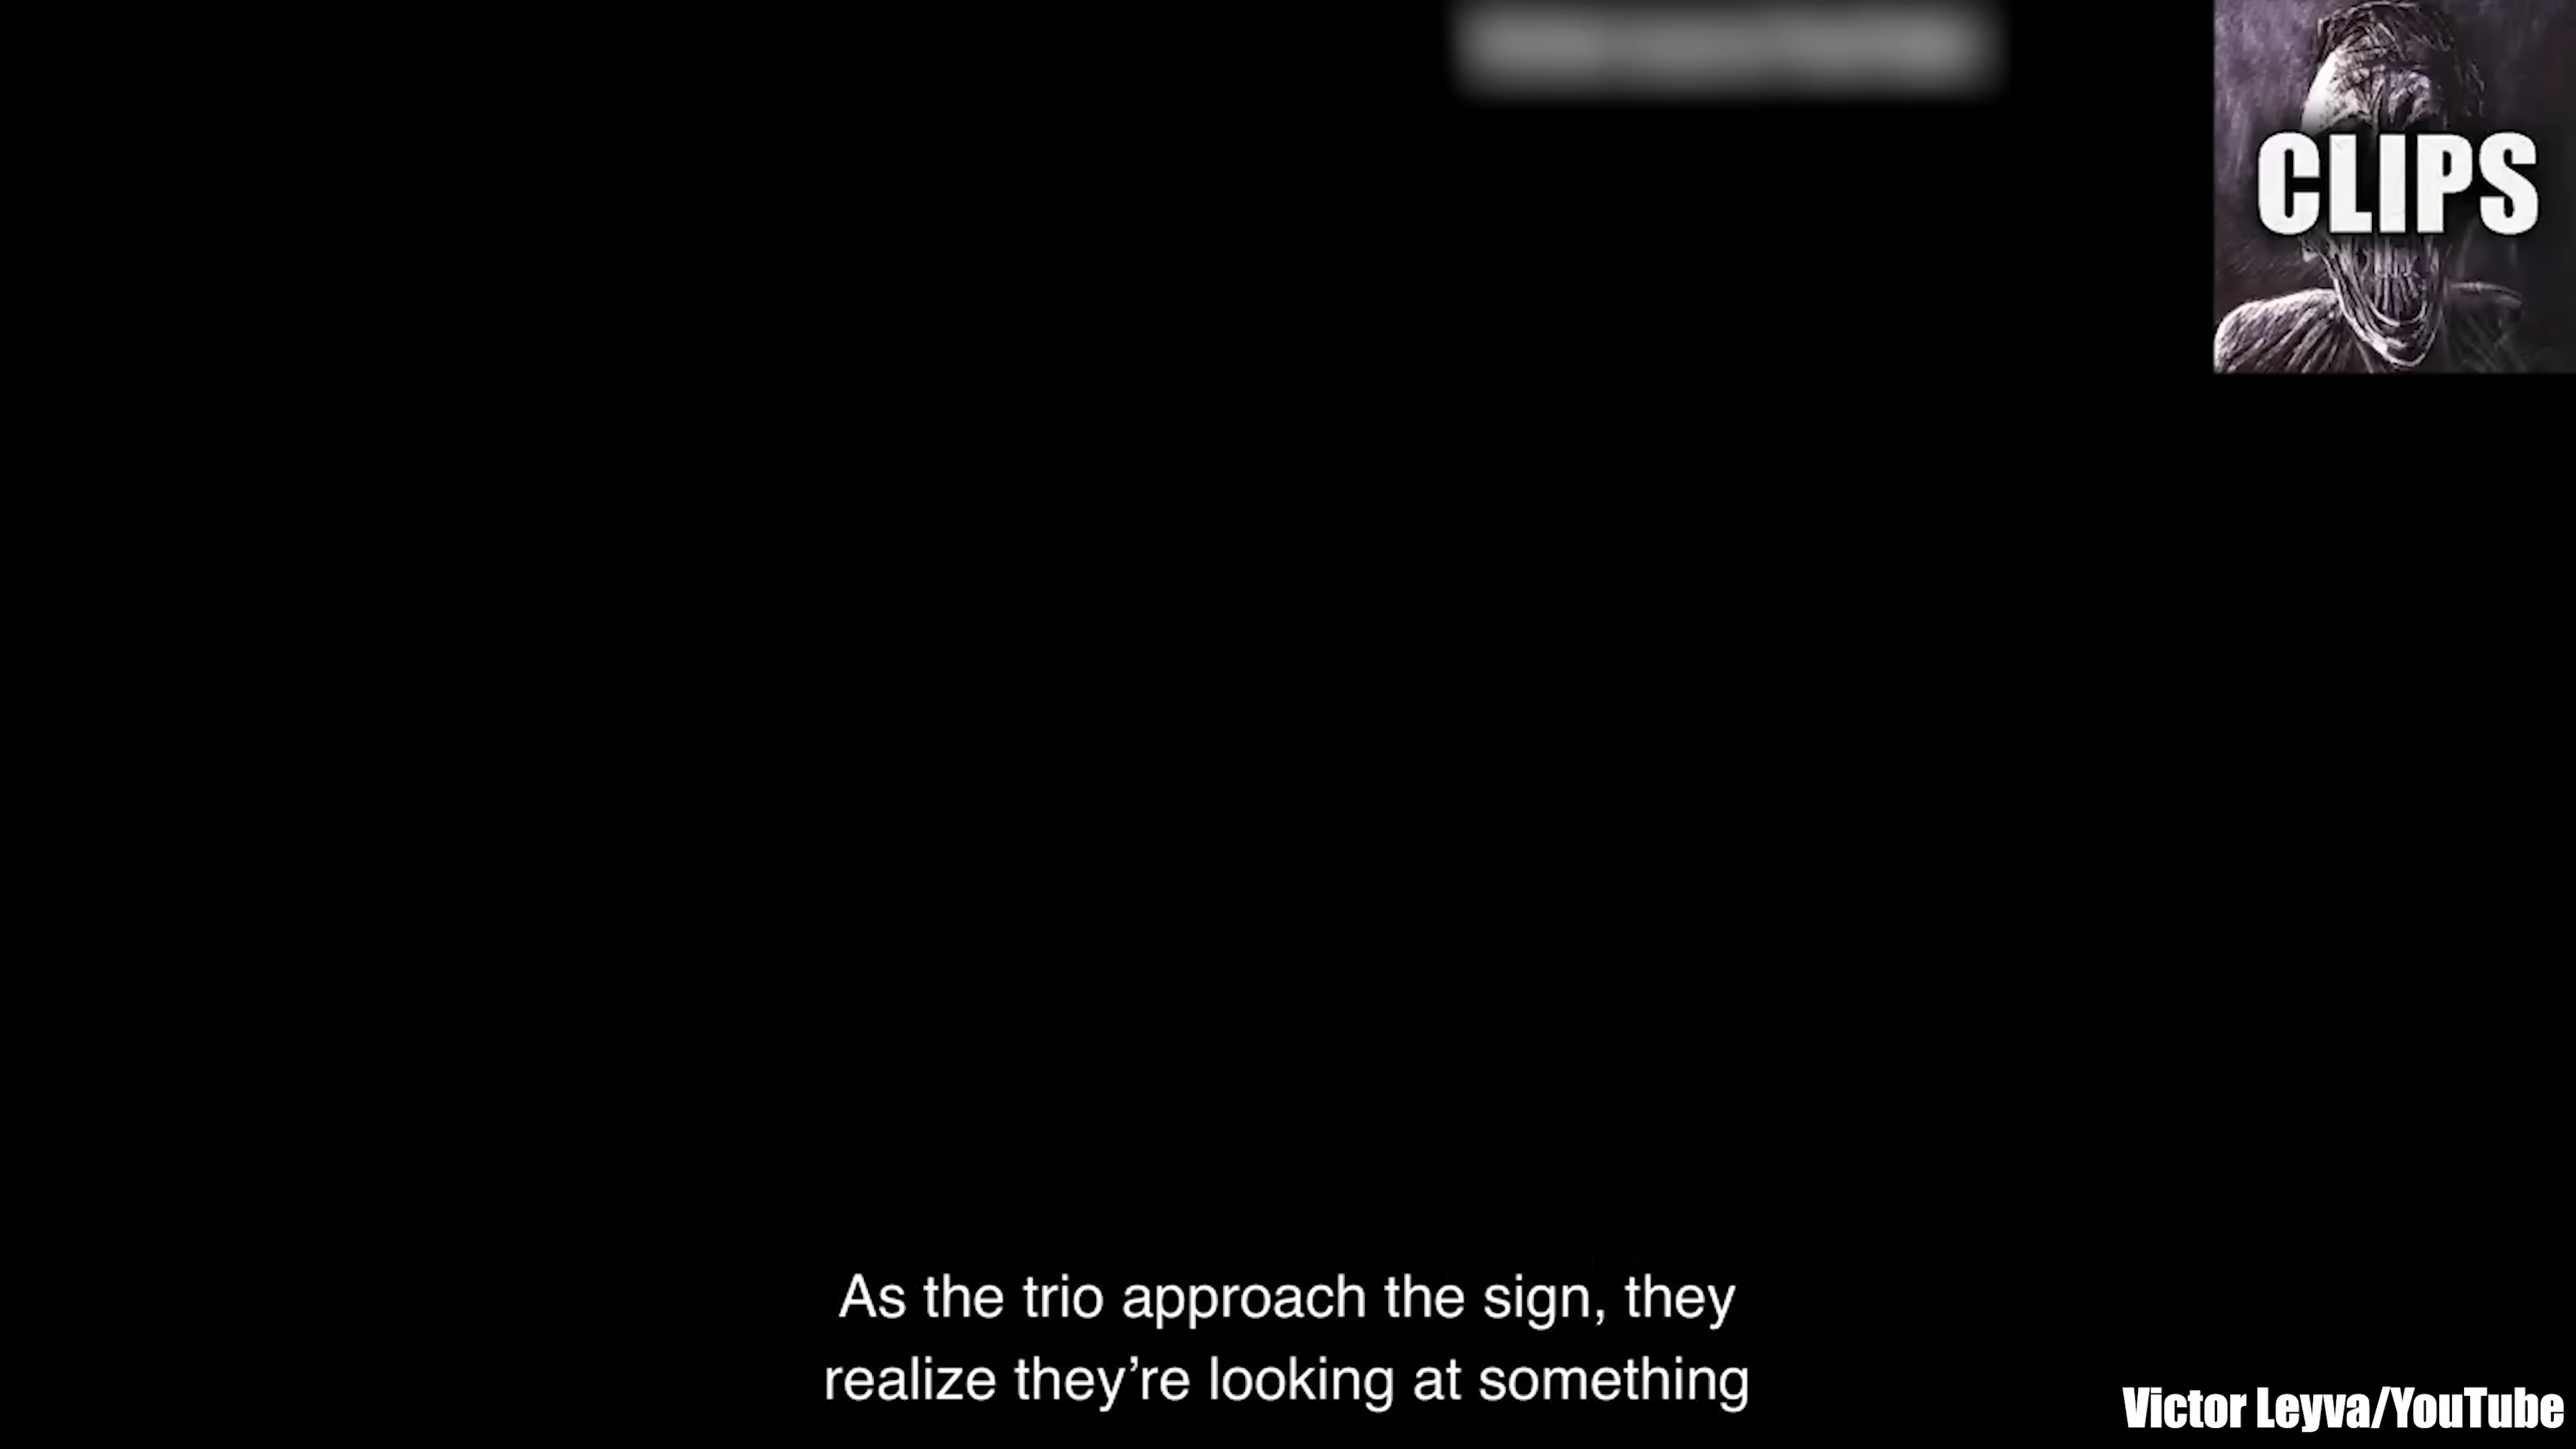 CLIPS
As the trio approach the sign, they
realize they’re looking at something
Victor Leyva/YouTube